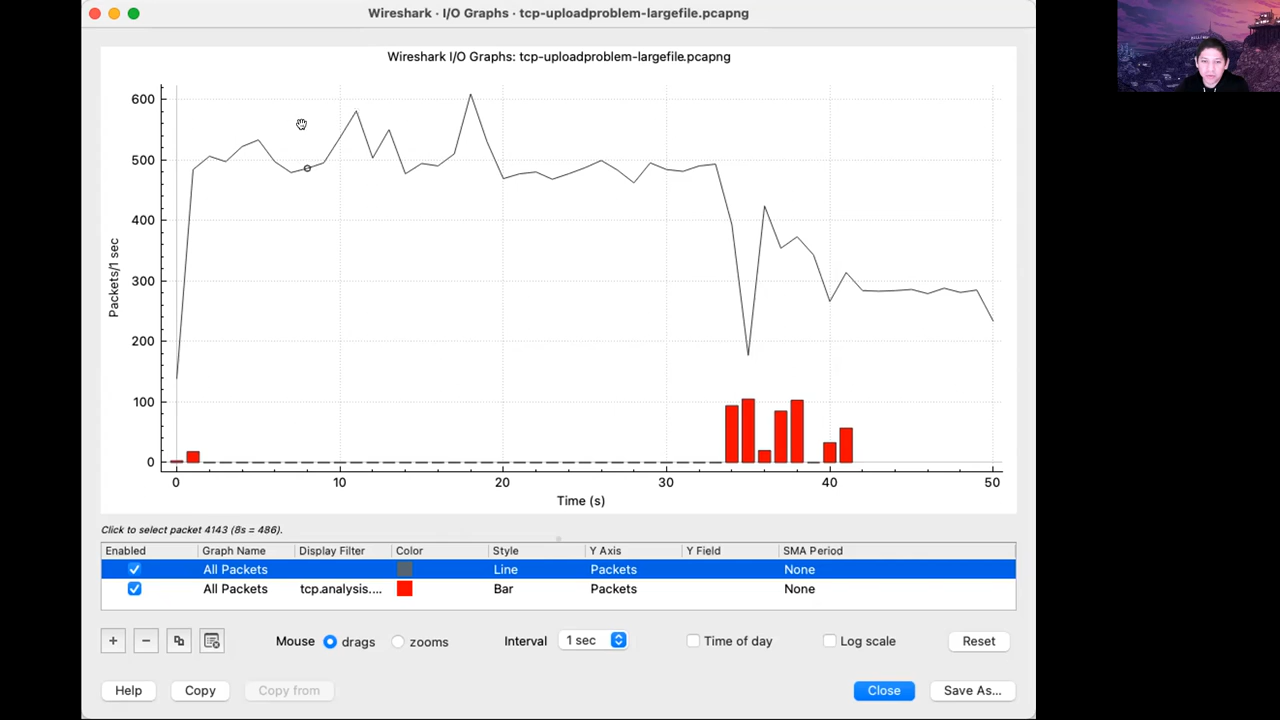 Wireshark · I/O Graphs · tcp-uploadproblem-largefile.pcapng
Wireshark I/O Graphs: tcp-uploadproblem-largefile.pcapng
600
500
400
300
200
100
0
Packets/1 sec
0 10 20 30 40 50
Time (s)
Click to select packet 4143 (8s = 486).
Enabled Graph Name Display Filter Color Style Y Axis Y Field SMA Period
All Packets Line Packets None
All Packets tcp.analysis.... Bar Packets None
+ − Mouse drags zooms Interval 1 sec Time of day Log scale Reset
Help Copy Copy from Close Save As...